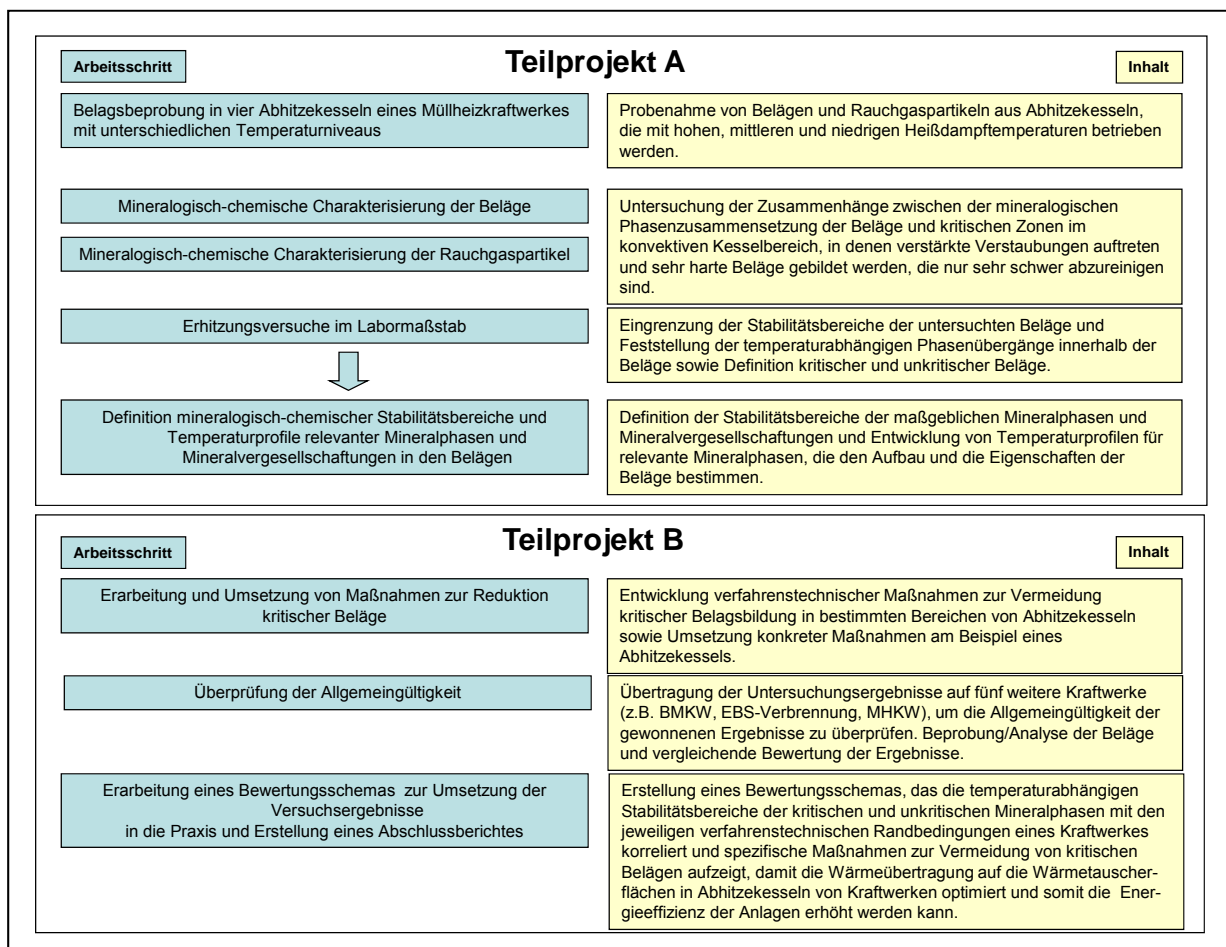 Teilprojekt A
Arbeitsschritt
Inhalt
Belagsbeprobung in vier Abhitzekesseln eines Müllheizkraftwerkes
mit unterschiedlichen Temperaturniveaus
Probenahme von Belägen und Rauchgaspartikeln aus Abhitzekesseln,
die mit hohen, mittleren und niedrigen Heißdampftemperaturen betrieben
werden.
Mineralogisch-chemische Charakterisierung der Beläge
Mineralogisch-chemische Charakterisierung der Rauchgaspartikel
Untersuchung der Zusammenhänge zwischen der mineralogischen
Phasenzusammensetzung der Beläge und kritischen Zonen im
konvektiven Kesselbereich, in denen verstärkte Verstaubungen auftreten
und sehr harte Beläge gebildet werden, die nur sehr schwer abzureinigen
sind.
Erhitzungsversuche im Labormaßstab
Eingrenzung der Stabilitätsbereiche der untersuchten Beläge und
Feststellung der temperaturabhängigen Phasenübergänge innerhalb der
Beläge sowie Definition kritischer und unkritischer Beläge.
Definition mineralogisch-chemischer Stabilitätsbereiche und
Temperaturprofile relevanter Mineralphasen und
Mineralvergesellschaftungen in den Belägen
Definition der Stabilitätsbereiche der maßgeblichen Mineralphasen und
Mineralvergesellschaftungen und Entwicklung von Temperaturprofilen für
relevante Mineralphasen, die den Aufbau und die Eigenschaften der
Beläge bestimmen.
Teilprojekt B
Arbeitsschritt
Inhalt
Erarbeitung und Umsetzung von Maßnahmen zur Reduktion
kritischer Beläge
Entwicklung verfahrenstechnischer Maßnahmen zur Vermeidung
kritischer Belagsbildung in bestimmten Bereichen von Abhitzekesseln
sowie Umsetzung konkreter Maßnahmen am Beispiel eines
Abhitzekessels.
Überprüfung der Allgemeingültigkeit
Übertragung der Untersuchungsergebnisse auf fünf weitere Kraftwerke
(z.B. BMKW, EBS-Verbrennung, MHKW), um die Allgemeingültigkeit der
gewonnenen Ergebnisse zu überprüfen. Beprobung/Analyse der Beläge
und vergleichende Bewertung der Ergebnisse.
Erarbeitung eines Bewertungsschemas zur Umsetzung der
Versuchsergebnisse
in die Praxis und Erstellung eines Abschlussberichtes
Erstellung eines Bewertungsschemas, das die temperaturabhängigen
Stabilitätsbereiche der kritischen und unkritischen Mineralphasen mit den
jeweiligen verfahrenstechnischen Randbedingungen eines Kraftwerkes
korreliert und spezifische Maßnahmen zur Vermeidung von kritischen
Belägen aufzeigt, damit die Wärmeübertragung auf die Wärmetauscher-
flächen in Abhitzekesseln von Kraftwerken optimiert und somit die Ener-
gieeffizienz der Anlagen erhöht werden kann.